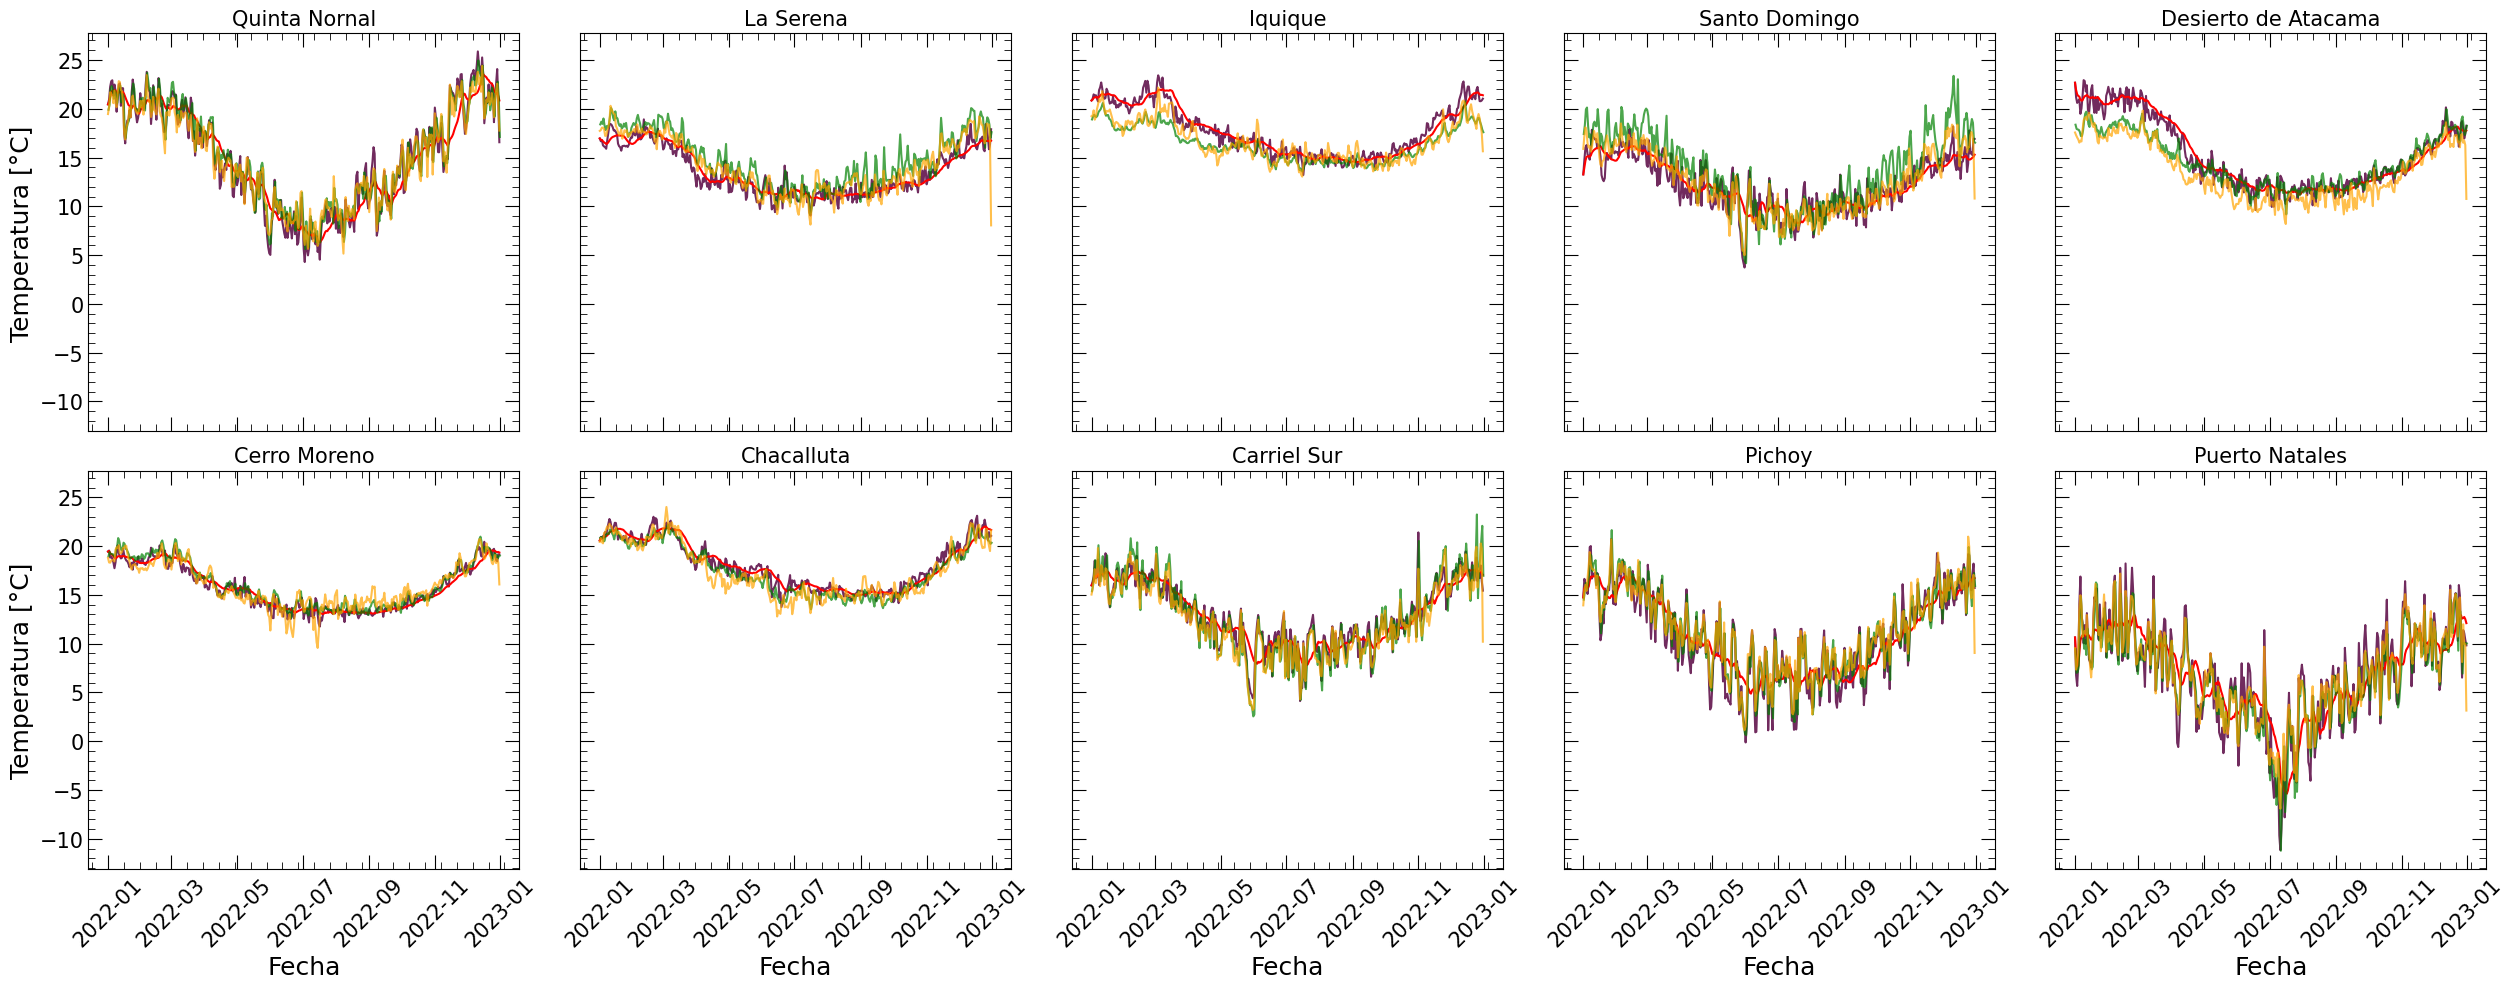 Quinta Nornal
La Serena
Iquique
Santo Domingo
Desierto de Atacama
Temperatura [°C]
25
20
15
10
5
0
−5
−10
Cerro Moreno
Chacalluta
Carriel Sur
Pichoy
Puerto Natales
Temperatura [°C]
25
20
15
10
5
0
−5
−10
2022-01 2022-03 2022-05 2022-07 2022-09 2022-11 2023-01
2022-01 2022-03 2022-05 2022-07 2022-09 2022-11 2023-01
2022-01 2022-03 2022-05 2022-07 2022-09 2022-11 2023-01
2022-01 2022-03 2022-05 2022-07 2022-09 2022-11 2023-01
2022-01 2022-03 2022-05 2022-07 2022-09 2022-11 2023-01
Fecha
Fecha
Fecha
Fecha
Fecha